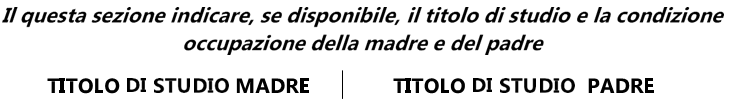 Il questa sezione indicare, se disponibile, il titolo di studio e la condizione
occupazione della madre e del padre
TITOLO DI STUDIO MADRE | TITOLO DI STUDIO PADRE